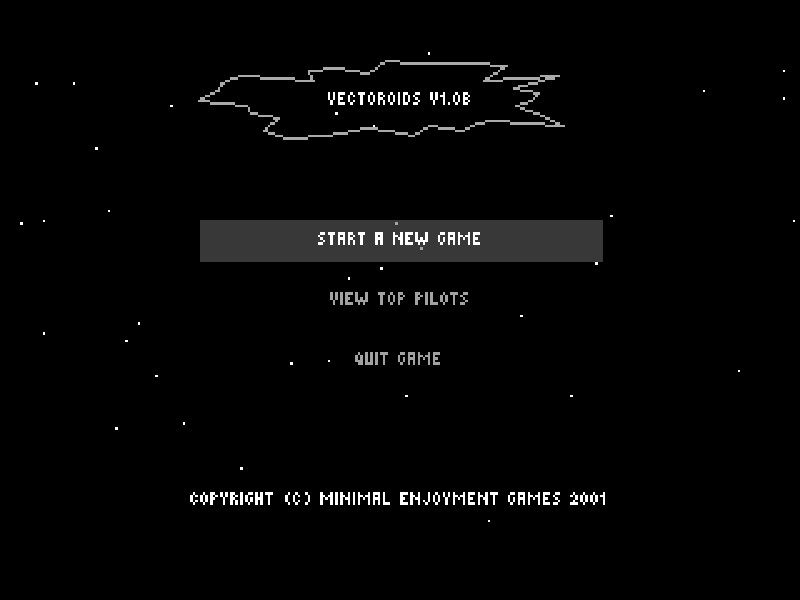 VECTOROIDS V1.0B
START A NEW GAME
VIEW TOP PILOTS
QUIT GAME
COPYRIGHT (C) MINIMAL ENJOYMENT GAMES 2001